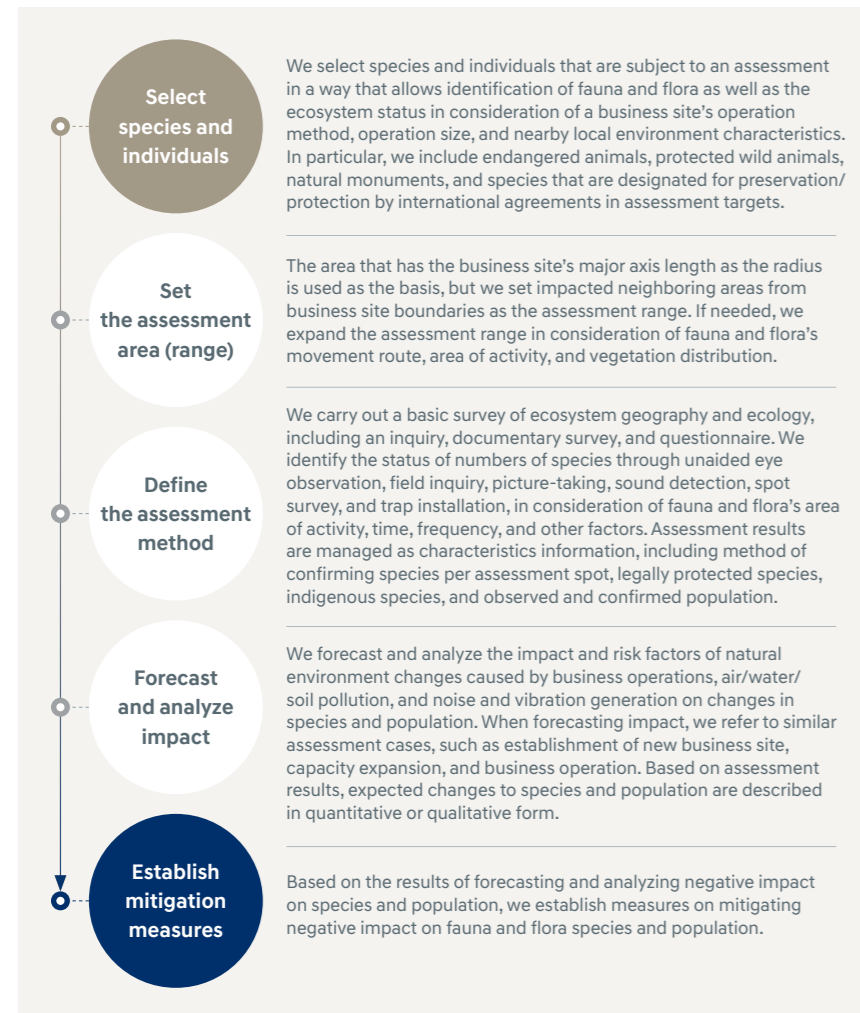 Select
species and
individuals
We select species and individuals that are subject to an assessment
in a way that allows identification of fauna and flora as well as the
ecosystem status in consideration of a business site's operation
method, operation size, and nearby local environment characteristics.
In particular, we include endangered animals, protected wild animals,
natural monuments, and species that are designated for preservation/
protection by international agreements in assessment targets.
Set
the assessment
area (range)
The area that has the business site's major axis length as the radius
is used as the basis, but we set impacted neighboring areas from
business site boundaries as the assessment range. If needed, we
expand the assessment range in consideration of fauna and flora's
movement route, area of activity, and vegetation distribution.
Define
the assessment
method
We carry out a basic survey of ecosystem geography and ecology,
including an inquiry, documentary survey, and questionnaire. We
identify the status of numbers of species through unaided eye
observation, field inquiry, picture-taking, sound detection, spot
survey, and trap installation, in consideration of fauna and flora's area
of activity, time, frequency, and other factors. Assessment results
are managed as characteristics information, including method of
confirming species per assessment spot, legally protected species,
indigenous species, and observed and confirmed population.
Forecast
and analyze
impact
We forecast and analyze the impact and risk factors of natural
environment changes caused by business operations, air/water/
soil pollution, and noise and vibration generation on changes in
species and population. When forecasting impact, we refer to similar
assessment cases, such as establishment of new business site,
capacity expansion, and business operation. Based on assessment
results, expected changes to species and population are described
in quantitative or qualitative form.
Establish
mitigation
measures
Based on the results of forecasting and analyzing negative impact
on species and population, we establish measures on mitigating
negative impact on fauna and flora species and population.